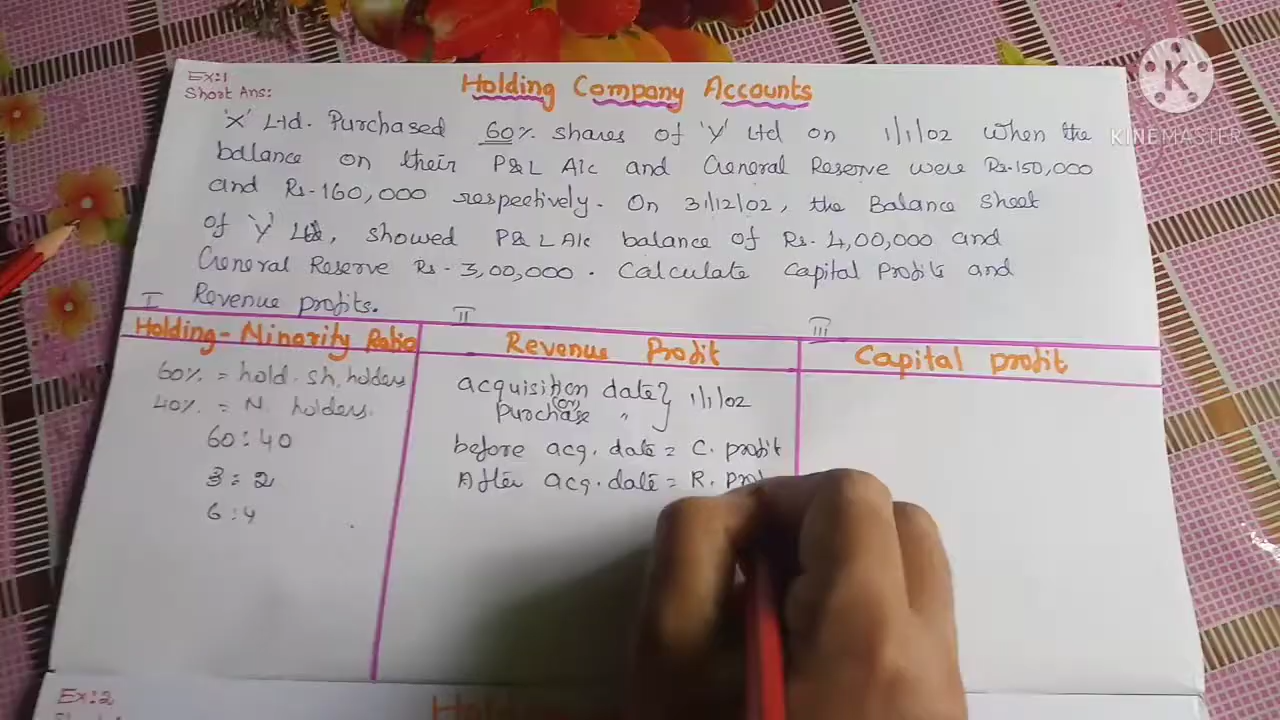 Ex:1
Short Ans:
Holding Company Accounts
'X' Ltd. Purchased 60% shares of 'Y' Ltd on 1/1/02 When the
balance on their P&L A/c and General Reserve were Rs.150,000
and Rs.160,000 respectively. On 31/12/02, the Balance Sheet
of 'Y' Ltd, showed P&L A/c balance of Rs. 4,00,000 and
General Reserve Rs. 3,00,000. Calculate Capital Profits and
Revenue profits.
I
Holding - Minority Ratio
60% = hold. sh. holders
40% = M. holders.
60 : 40
3 : 2
6 : 4
II
Revenue Profit
acquisition date } 1/1/02
(or)
Purchase "
before acq. date = C. profit
After acq. date = R. Pro
III
Capital profit
Ex:2
K
KINEMASTER